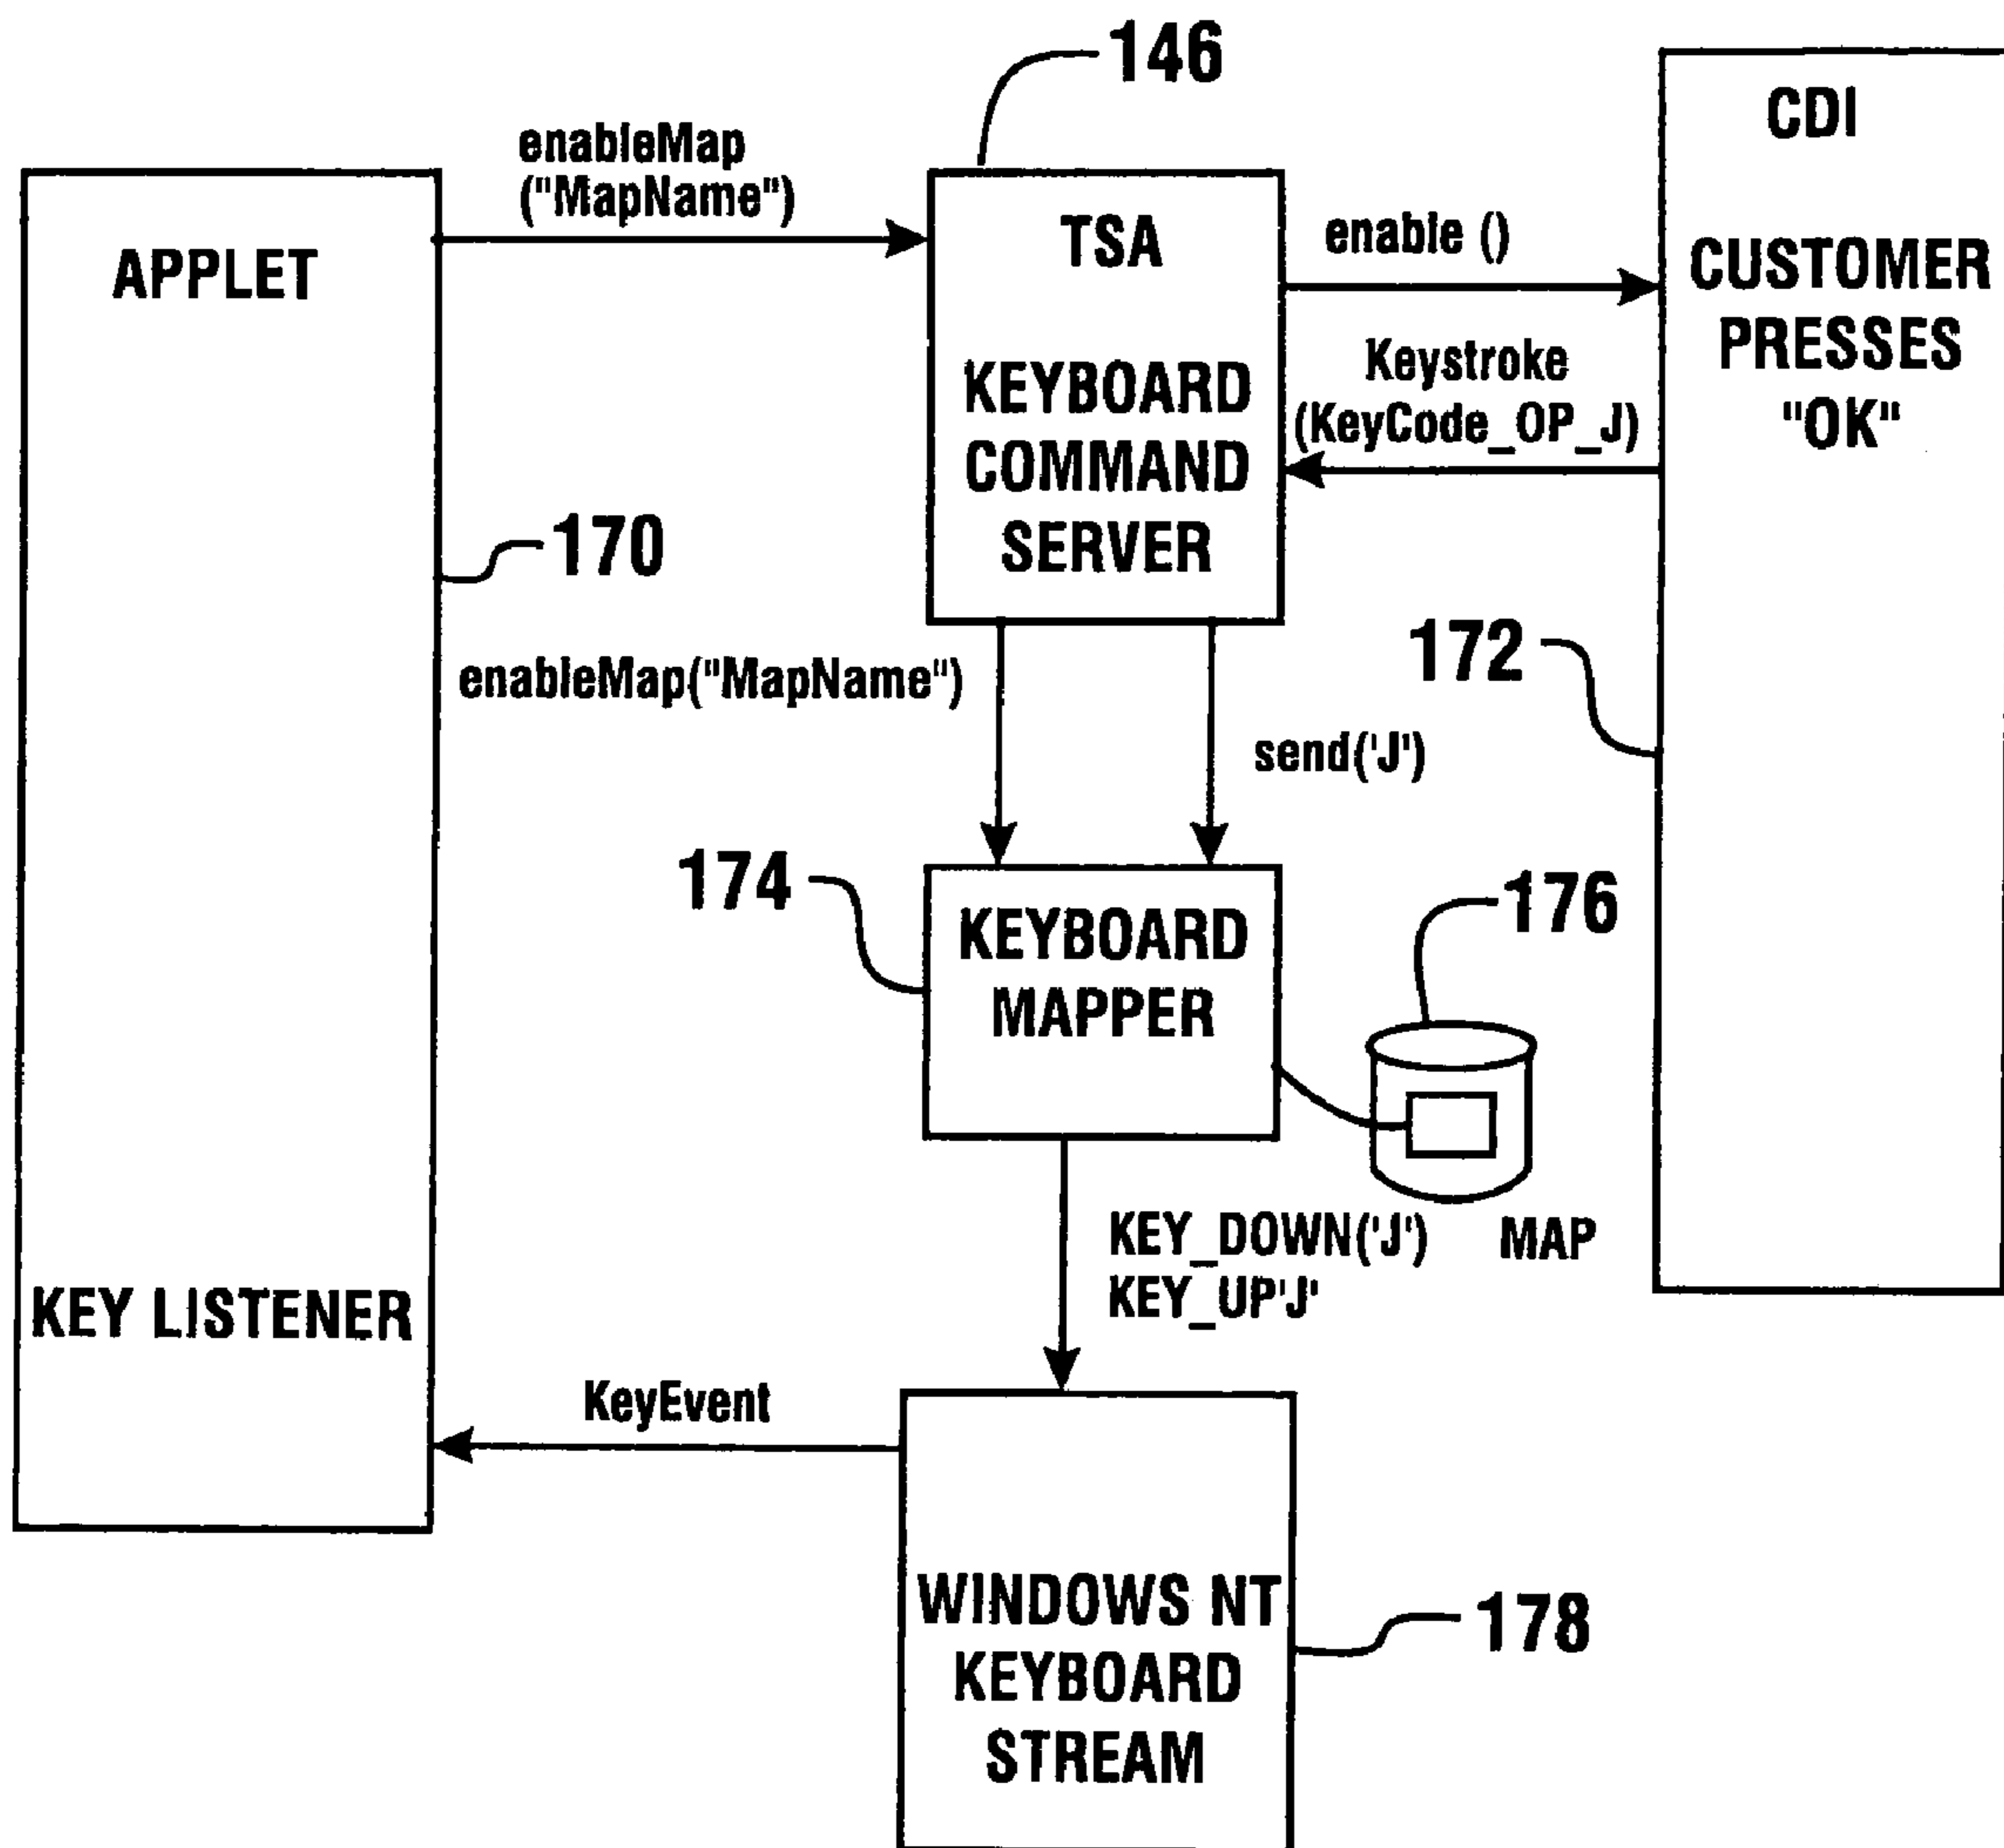 146
enableMap
("MapName")
APPLET
TSA
KEYBOARD
COMMAND
SERVER
enable ()
Keystroke
(KeyCode_OP_J)
CDI
CUSTOMER
PRESSES
"OK"
170
172
enableMap("MapName")
send('J')
174
KEYBOARD
MAPPER
176
MAP
KEY_DOWN('J')
KEY_UP'J'
KEY LISTENER
KeyEvent
WINDOWS NT
KEYBOARD
STREAM
178